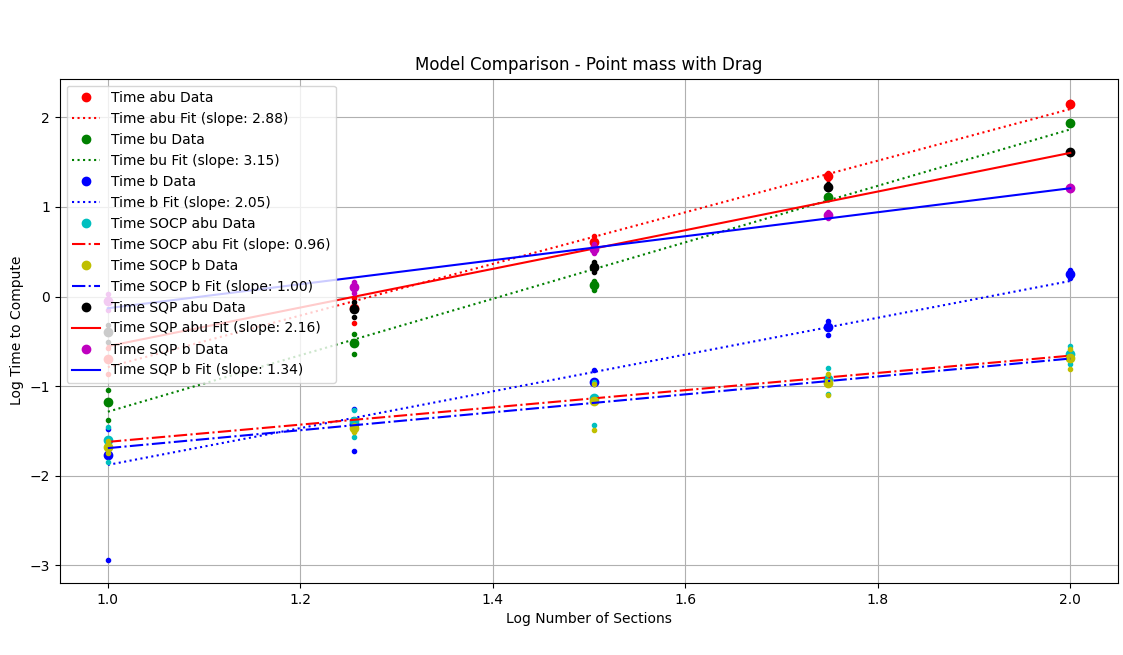 Model Comparison - Point mass with Drag
Time abu Data
Time abu Fit (slope: 2.88)
Time bu Data
Time bu Fit (slope: 3.15)
Time b Data
Time b Fit (slope: 2.05)
Time SOCP abu Data
Time SOCP abu Fit (slope: 0.96)
Time SOCP b Data
Time SOCP b Fit (slope: 1.00)
Time SQP abu Data
Time SQP abu Fit (slope: 2.16)
Time SQP b Data
Time SQP b Fit (slope: 1.34)
Log Time to Compute
2
1
0
−1
−2
−3
1.0 1.2 1.4 1.6 1.8 2.0
Log Number of Sections